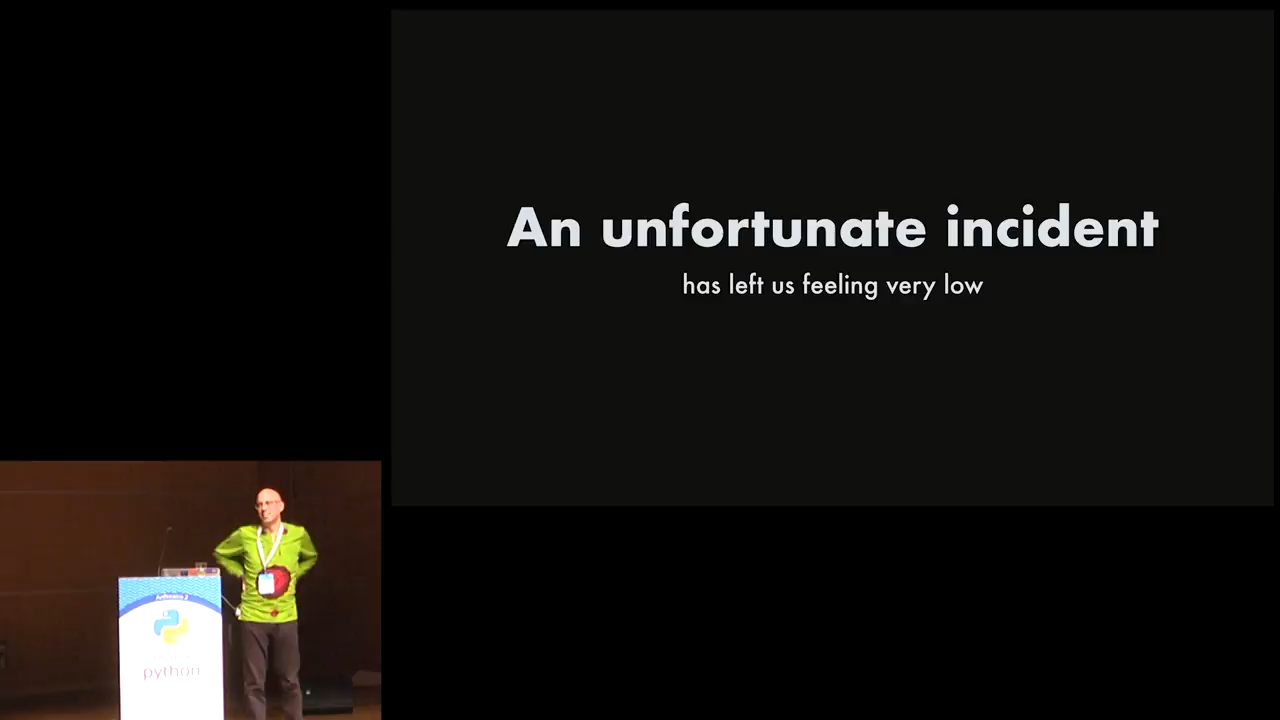 An unfortunate incident
has left us feeling very low
python